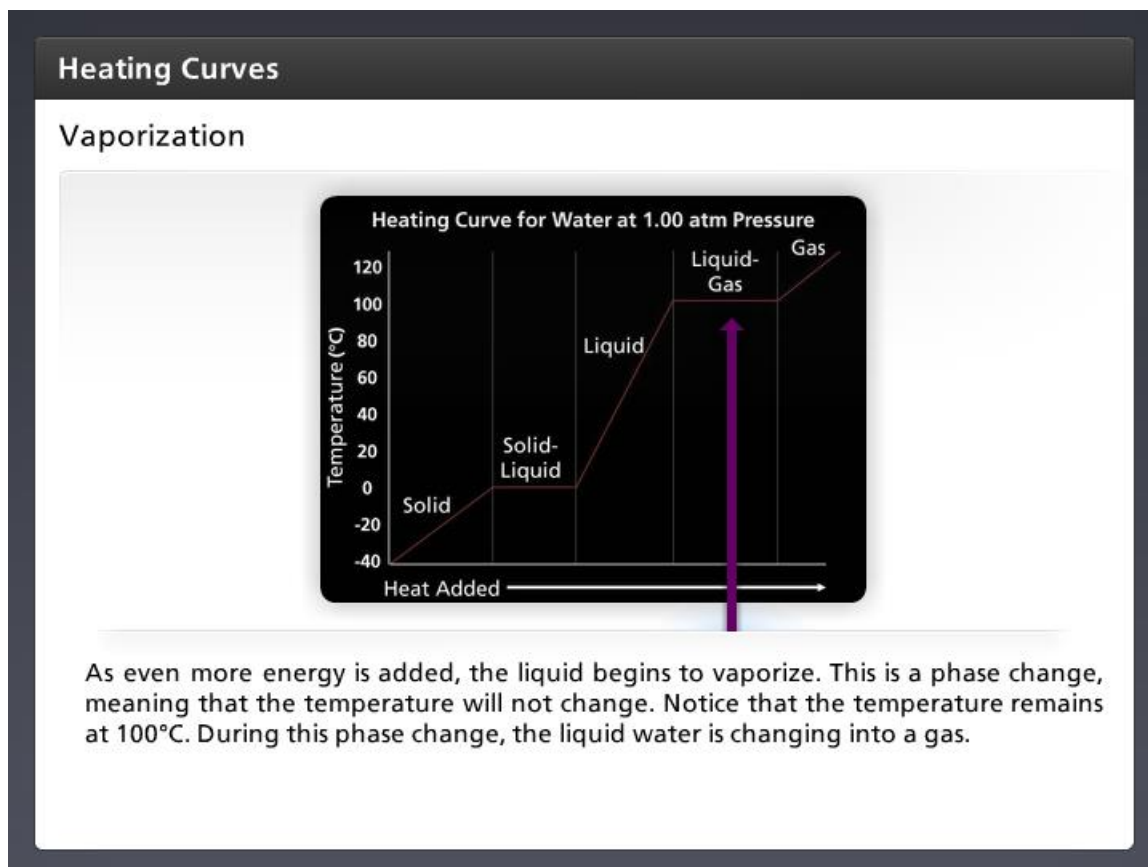 Heating Curves
Vaporization
Heating Curve for Water at 1.00 atm Pressure
Gas
Liquid-
Gas
Liquid
Solid-
Liquid
Solid
Temperature (°C)
120
100
80
60
40
20
0
-20
-40
Heat Added
As even more energy is added, the liquid begins to vaporize. This is a phase change,
meaning that the temperature will not change. Notice that the temperature remains
at 100°C. During this phase change, the liquid water is changing into a gas.